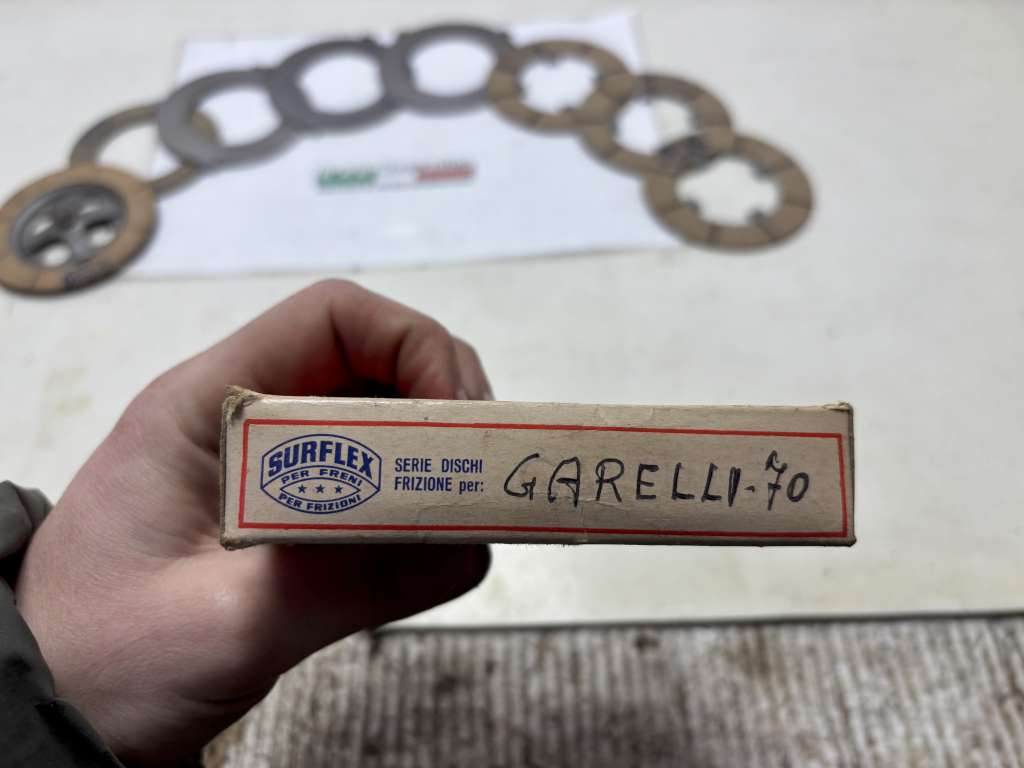 SURFLEX
PER FRENI
PER FRIZIONI
SERIE DISCHI
FRIZIONE per:
GARELLI-70